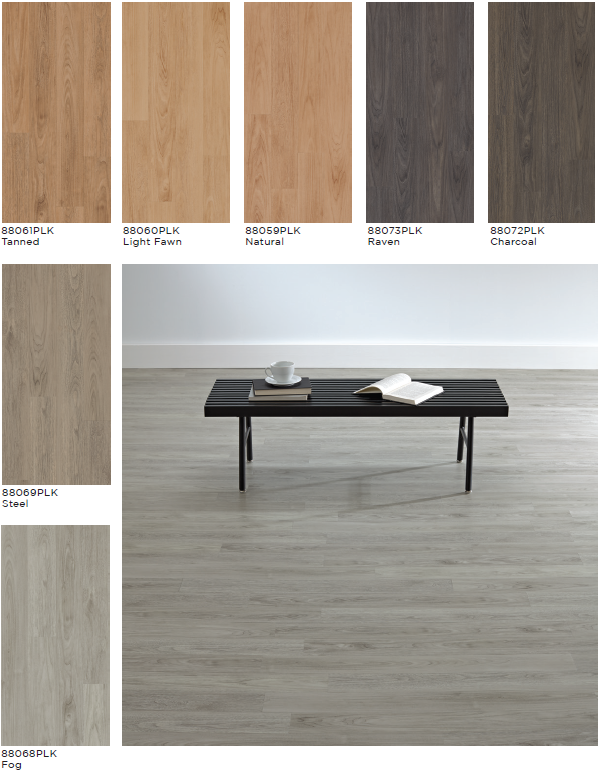 88061PLK
Tanned
88060PLK
Light Fawn
88059PLK
Natural
88073PLK
Raven
88072PLK
Charcoal
88069PLK
Steel
88068PLK
Fog